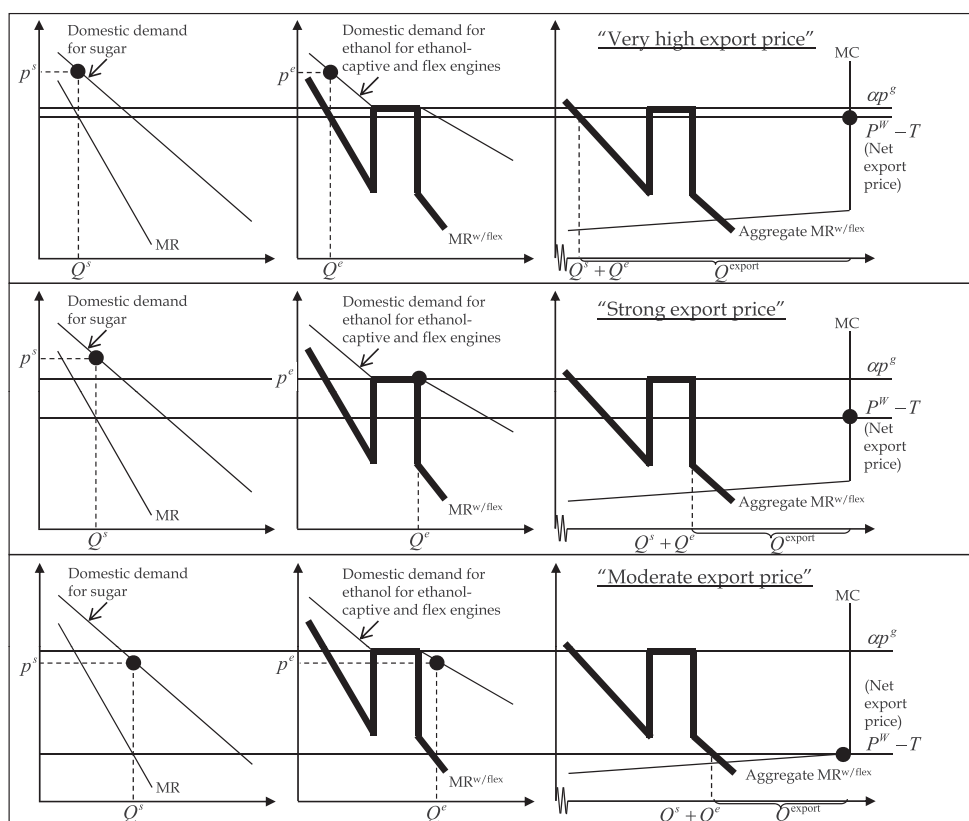 Domestic demand
for sugar
p^s
MR
Q^s
Domestic demand for
ethanol for ethanol-
captive and flex engines
p^e
MR^w/flex
Q^e
"Very high export price"
MC
αp^g
P^W − T
(Net
export
price)
Aggregate MR^w/flex
Q^s + Q^e
Q^export
Domestic demand
for sugar
p^s
MR
Q^s
Domestic demand for
ethanol for ethanol-
captive and flex engines
p^e
MR^w/flex
Q^e
"Strong export price"
MC
αp^g
P^W − T
(Net
export
price)
Aggregate MR^w/flex
Q^s + Q^e
Q^export
Domestic demand
for sugar
p^s
MR
Q^s
Domestic demand for
ethanol for ethanol-
captive and flex engines
p^e
MR^w/flex
Q^e
"Moderate export price"
MC
αp^g
(Net
export
price)
P^W − T
Aggregate MR^w/flex
Q^s + Q^e
Q^export